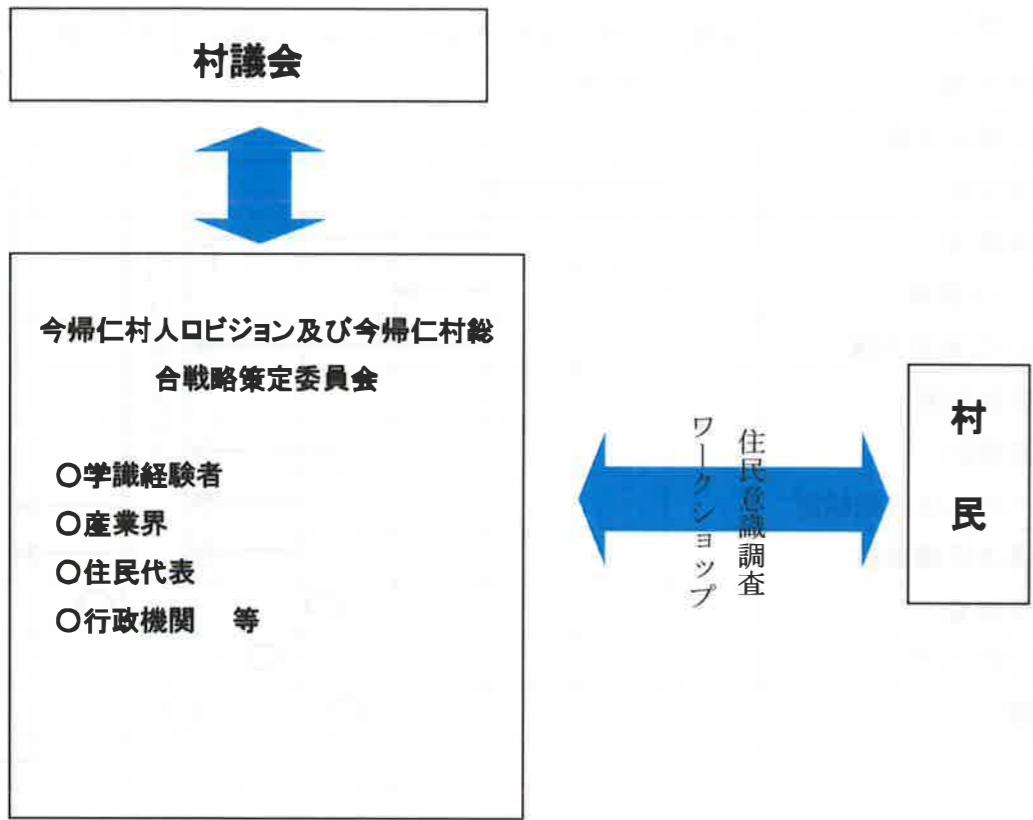 村議会
今帰仁村人口ビジョン及び今帰仁村総
合戦略策定委員会
○学識経験者
○産業界
○住民代表
○行政機関　等
住民意識調査
ワークショップ
村民